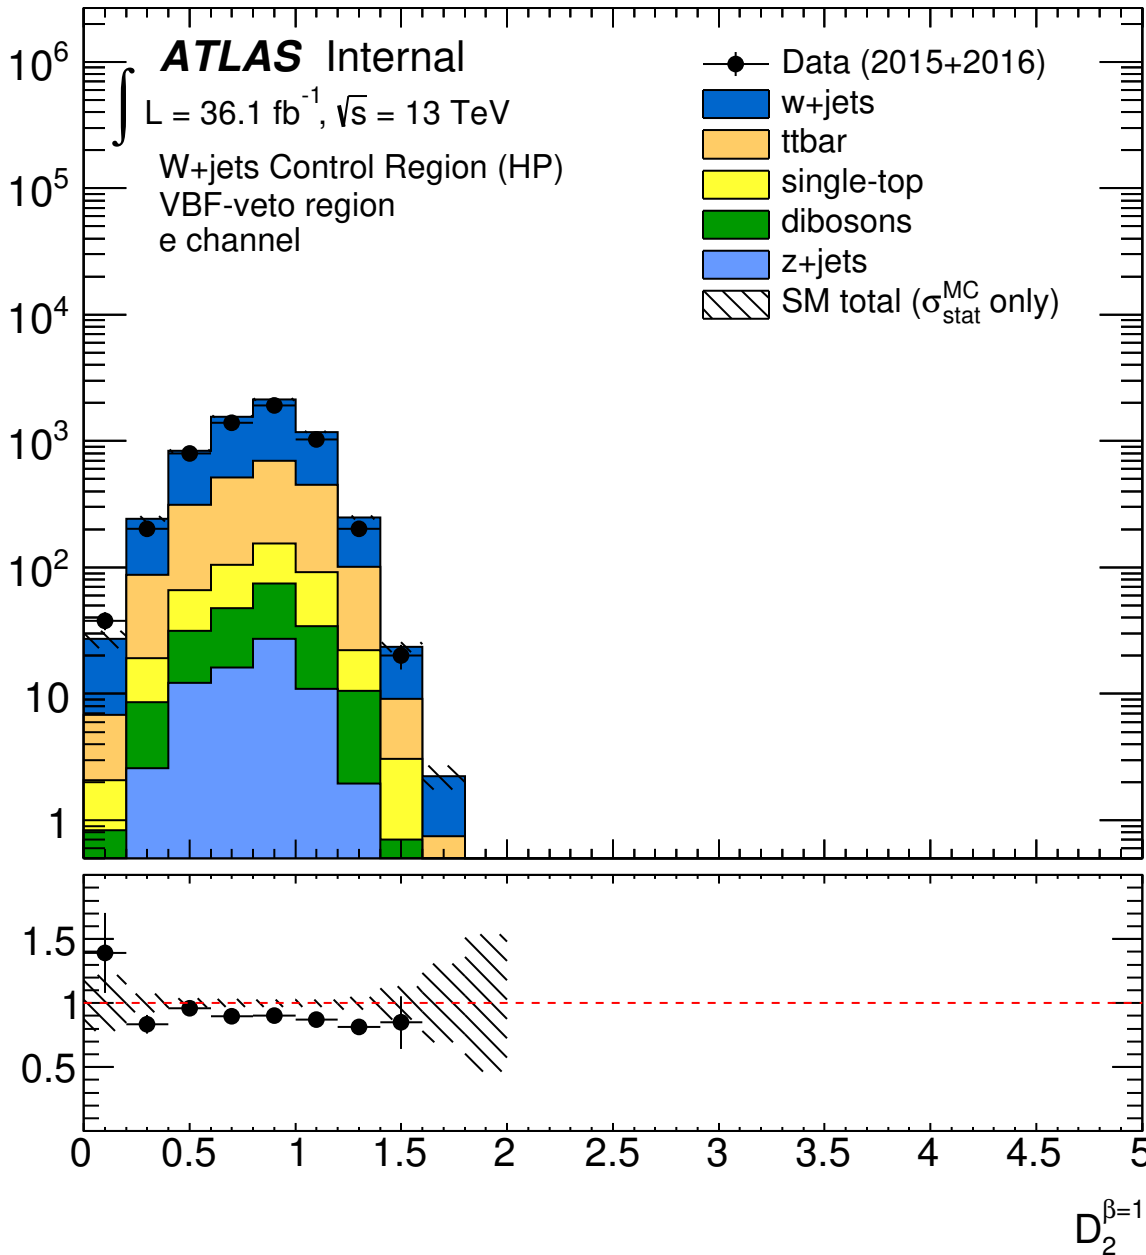 ATLAS Internal
∫ L = 36.1 fb⁻¹, √s = 13 TeV
W+jets Control Region (HP)
VBF-veto region
e channel
Data (2015+2016)
w+jets
ttbar
single-top
dibosons
z+jets
SM total (σ^MC_stat only)
10⁶
10⁵
10⁴
10³
10²
10
1
1.5
1
0.5
0 0.5 1 1.5 2 2.5 3 3.5 4 4.5 5
D₂^β=1